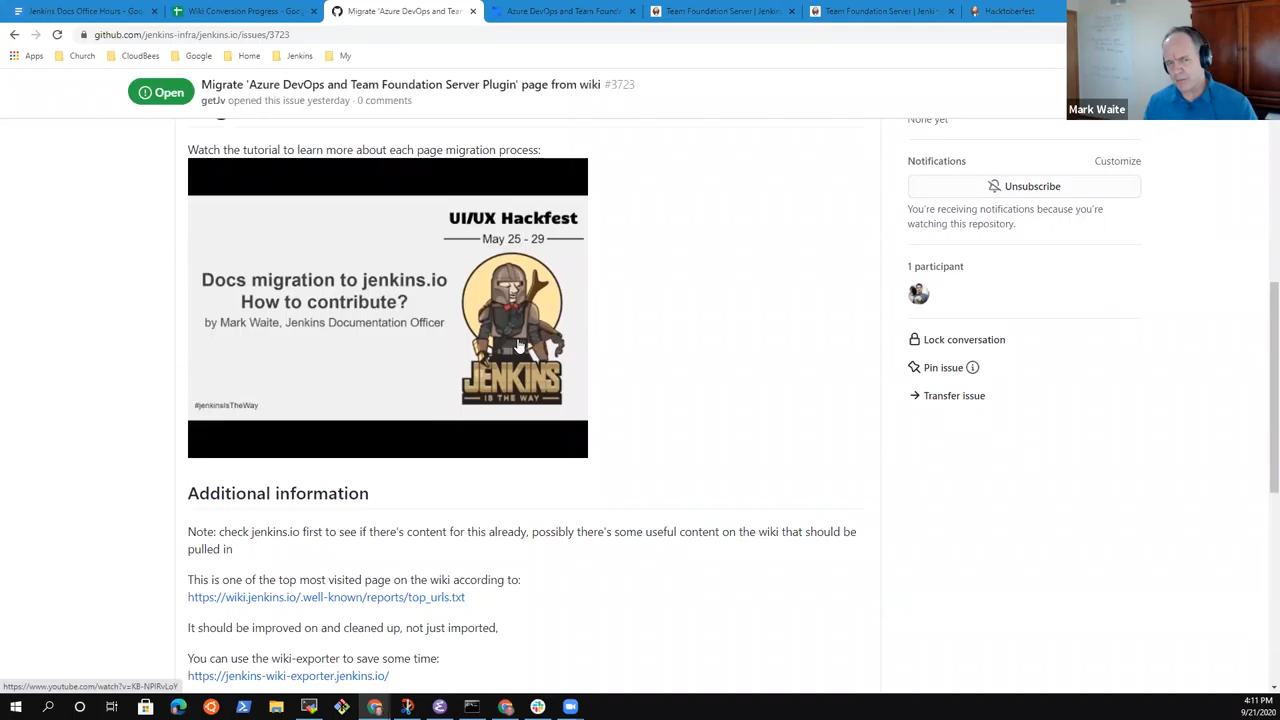 Jenkins Docs Office Hours - Goo
Wiki Conversion Progress - Goo
Migrate 'Azure DevOps and Tea
Azure DevOps and Team Found
Team Foundation Server | Jenkin
Team Foundation Server | Jenki
Hacktoberfest
github.com/jenkins-infra/jenkins.io/issues/3723
Apps
Church
CloudBees
Google
Home
Jenkins
My
Mark Waite
Open
Migrate 'Azure DevOps and Team Foundation Server Plugin' page from wiki #3723
getJv opened this issue yesterday · 0 comments
None yet
Watch the tutorial to learn more about each page migration process:
UI/UX Hackfest
May 25 - 29
Docs migration to jenkins.io
How to contribute?
by Mark Waite, Jenkins Documentation Officer
JENKINS
IS THE WAY
#jenkinsIsTheWay
Notifications
Customize
Unsubscribe
You're receiving notifications because you're
watching this repository.
1 participant
Lock conversation
Pin issue
Transfer issue
Additional information
Note: check jenkins.io first to see if there's content for this already, possibly there's some useful content on the wiki that should be
pulled in
This is one of the top most visited page on the wiki according to:
https://wiki.jenkins.io/.well-known/reports/top_urls.txt
It should be improved on and cleaned up, not just imported,
You can use the wiki-exporter to save some time:
https://jenkins-wiki-exporter.jenkins.io/
https://www.youtube.com/watch?v=KB-NPlRvLoY
4:11 PM
9/21/2020